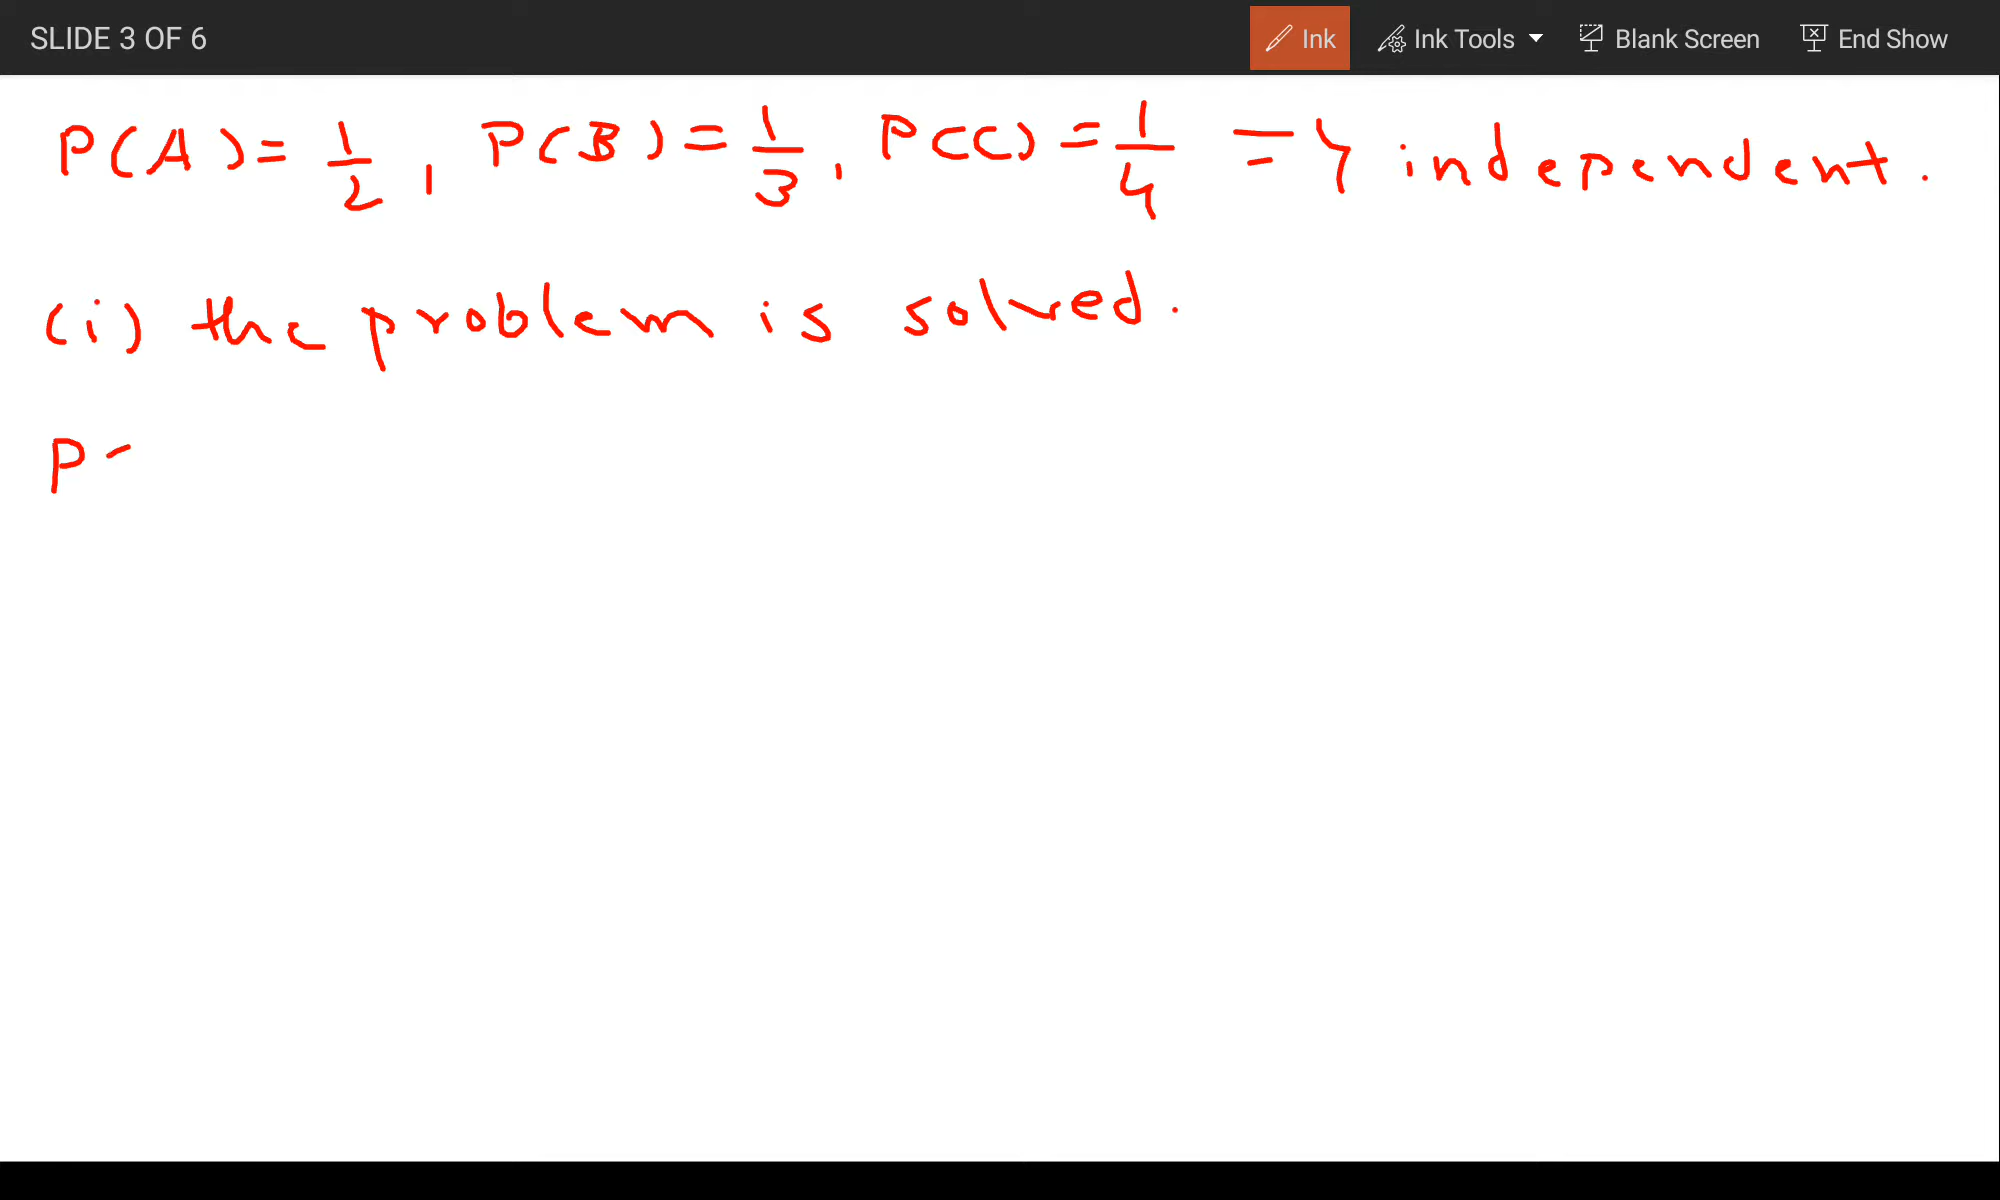 SLIDE 3 OF 6 Ink Ink Tools Blank Screen End Show
P(A) = 1/2, P(B) = 1/3, P(C) = 1/4 => independent.
(i) the problem is solved.
P -